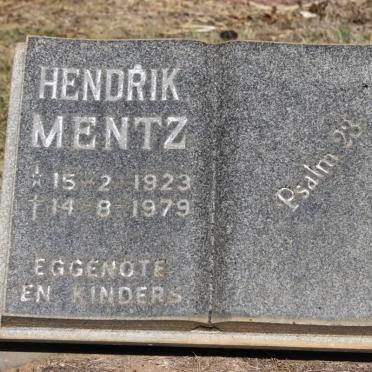 HENDRIK
MENTZ
☆ 15-2-1923
† 14-8-1979
EGGENOTE
EN KINDERS
Psalm 23